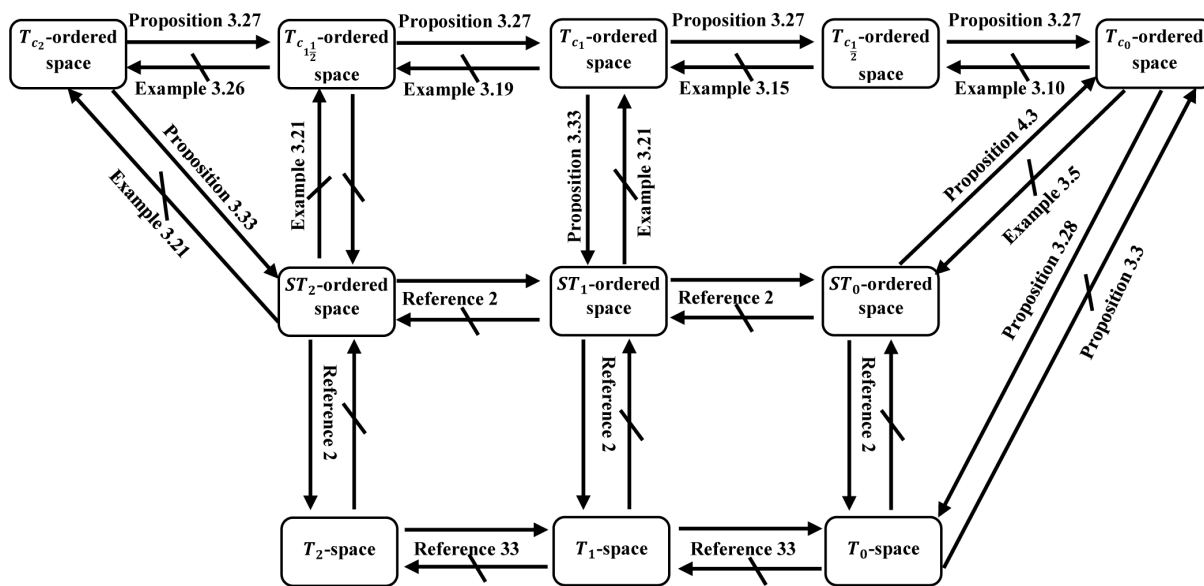 Proposition 3.27
Proposition 3.27
Proposition 3.27
Proposition 3.27
T_{c_2}-ordered
space
T_{c_{1\frac{1}{2}}}-ordered
space
T_{c_1}-ordered
space
T_{c_{\frac{1}{2}}}-ordered
space
T_{c_0}-ordered
space
Example 3.26
Example 3.19
Example 3.15
Example 3.10
Proposition 3.33
Example 3.21
Example 3.21
Proposition 3.33
Example 3.21
Proposition 4.3
Example 3.5
Proposition 3.28
Proposition 3.3
ST_2-ordered
space
Reference 2
ST_1-ordered
space
Reference 2
ST_0-ordered
space
Reference 2
Reference 2
Reference 2
T_2-space
Reference 33
T_1-space
Reference 33
T_0-space